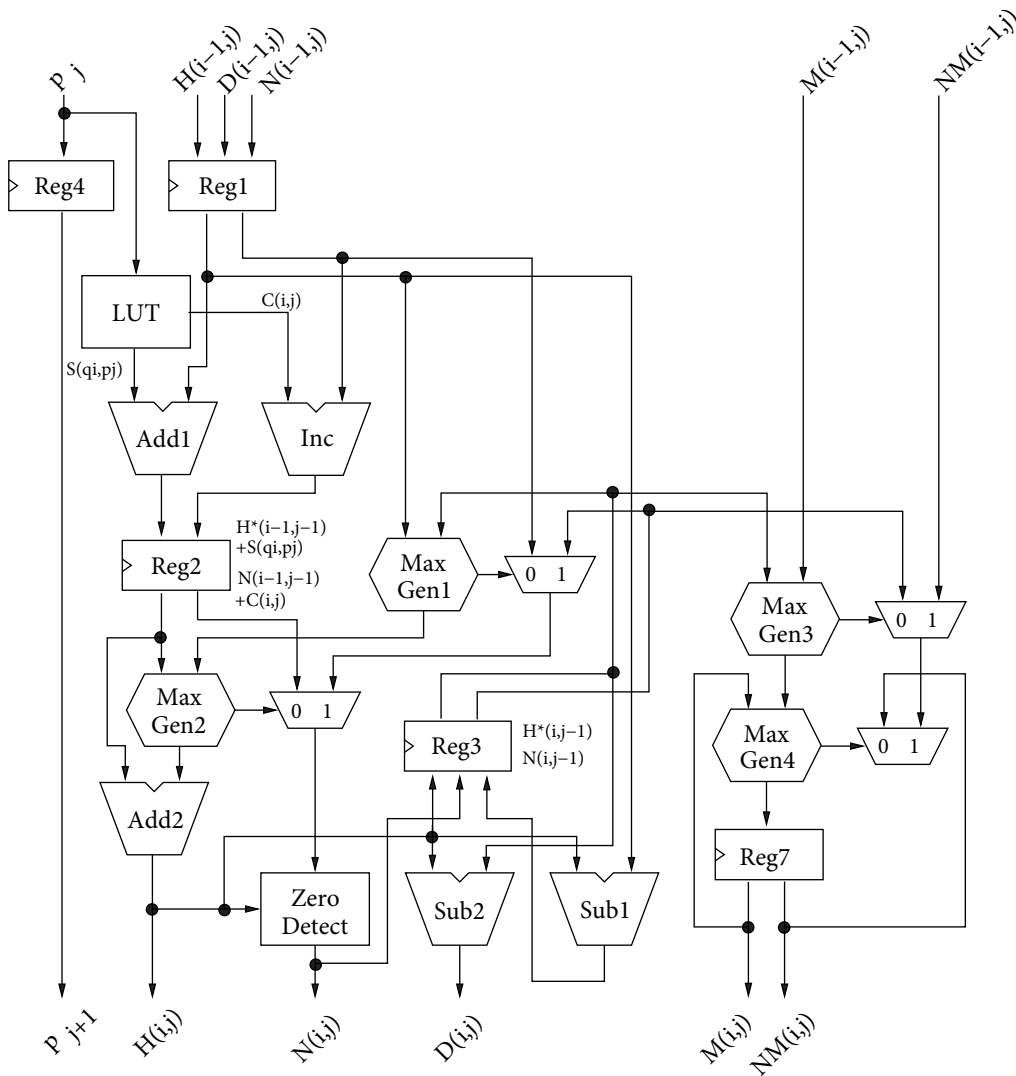 p j
H(i−1,j)
D(i−1,j)
N(i−1,j)
M(i−1,j)
NM(i−1,j)
Reg4
Reg1
LUT
C(i,j)
S(qi,pj)
Add1
Inc
Reg2
H*(i−1,j−1)
+S(qi,pj)
N(i−1,j−1)
+C(i,j)
Max
Gen1
0 1
Max
Gen3
0 1
Max
Gen2
0 1
Reg3
H*(i,j−1)
N(i,j−1)
Max
Gen4
0 1
Add2
Reg7
Zero
Detect
Sub2
Sub1
p j+1
H(i,j)
N(i,j)
D(i,j)
M(i,j)
NM(i,j)